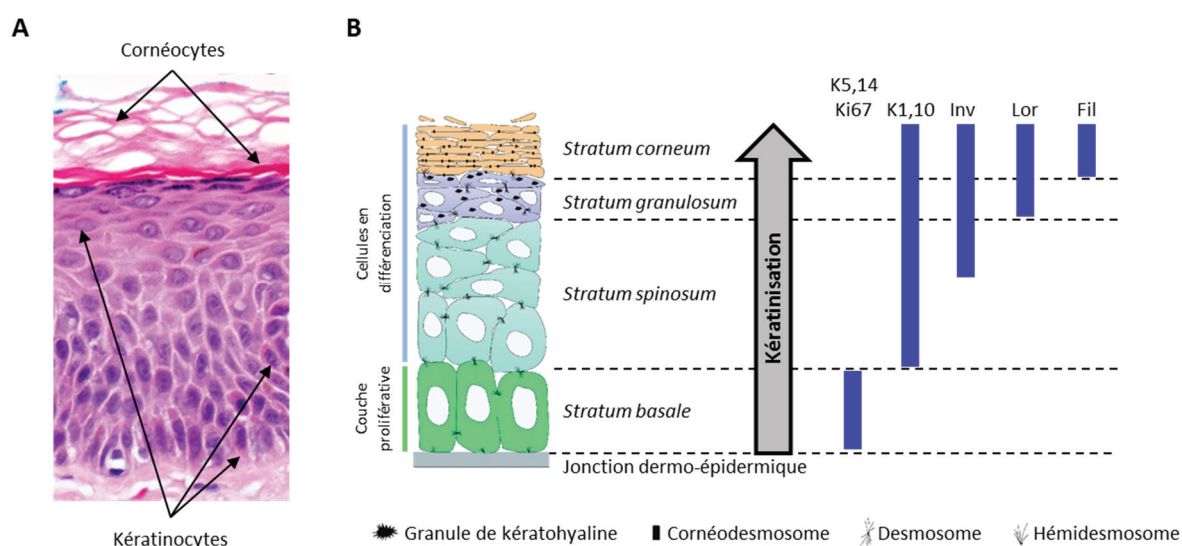 A
Cornéocytes
Kératinocytes
B
K5,14
Ki67 K1,10 Inv Lor Fil
Cellules en
différenciation
Couche
proliférative
Stratum corneum
Stratum granulosum
Stratum spinosum
Stratum basale
Jonction dermo-épidermique
Kératinisation
Granule de kératohyaline Cornéodesmosome Desmosome Hémidesmosome